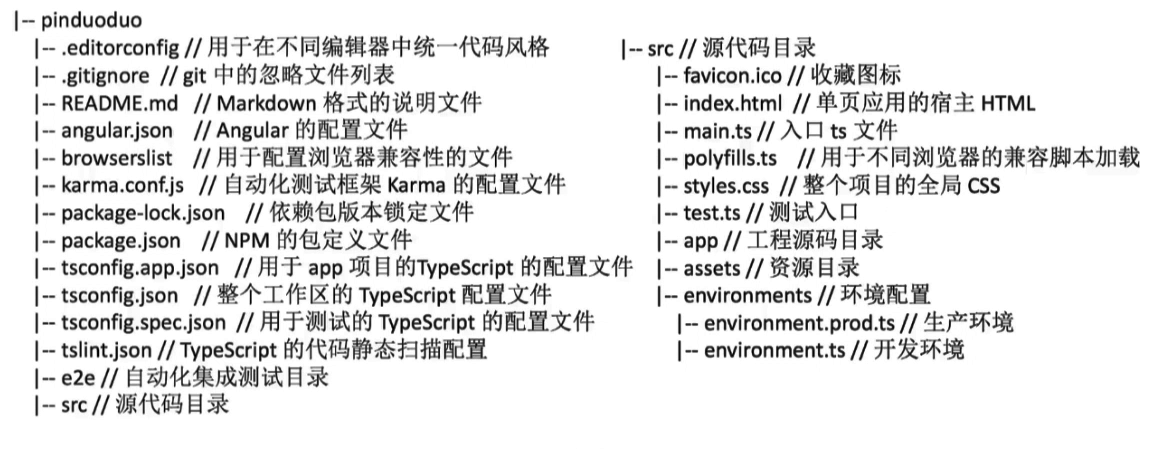 |-- pinduoduo
|-- .editorconfig // 用于在不同编辑器中统一代码风格
|-- .gitignore // git 中的忽略文件列表
|-- README.md // Markdown 格式的说明文件
|-- angular.json // Angular 的配置文件
|-- browserslist // 用于配置浏览器兼容性的文件
|-- karma.conf.js // 自动化测试框架 Karma 的配置文件
|-- package-lock.json // 依赖包版本锁定文件
|-- package.json // NPM 的包定义文件
|-- tsconfig.app.json // 用于 app 项目的TypeScript 的配置文件
|-- tsconfig.json // 整个工作区的 TypeScript 配置文件
|-- tsconfig.spec.json // 用于测试的 TypeScript 的配置文件
|-- tslint.json // TypeScript 的代码静态扫描配置
|-- e2e // 自动化集成测试目录
|-- src // 源代码目录
|-- src // 源代码目录
|-- favicon.ico // 收藏图标
|-- index.html // 单页应用的宿主 HTML
|-- main.ts // 入口 ts 文件
|-- polyfills.ts // 用于不同浏览器的兼容脚本加载
|-- styles.css // 整个项目的全局 CSS
|-- test.ts // 测试入口
|-- app // 工程源码目录
|-- assets // 资源目录
|-- environments // 环境配置
|-- environment.prod.ts // 生产环境
|-- environment.ts // 开发环境